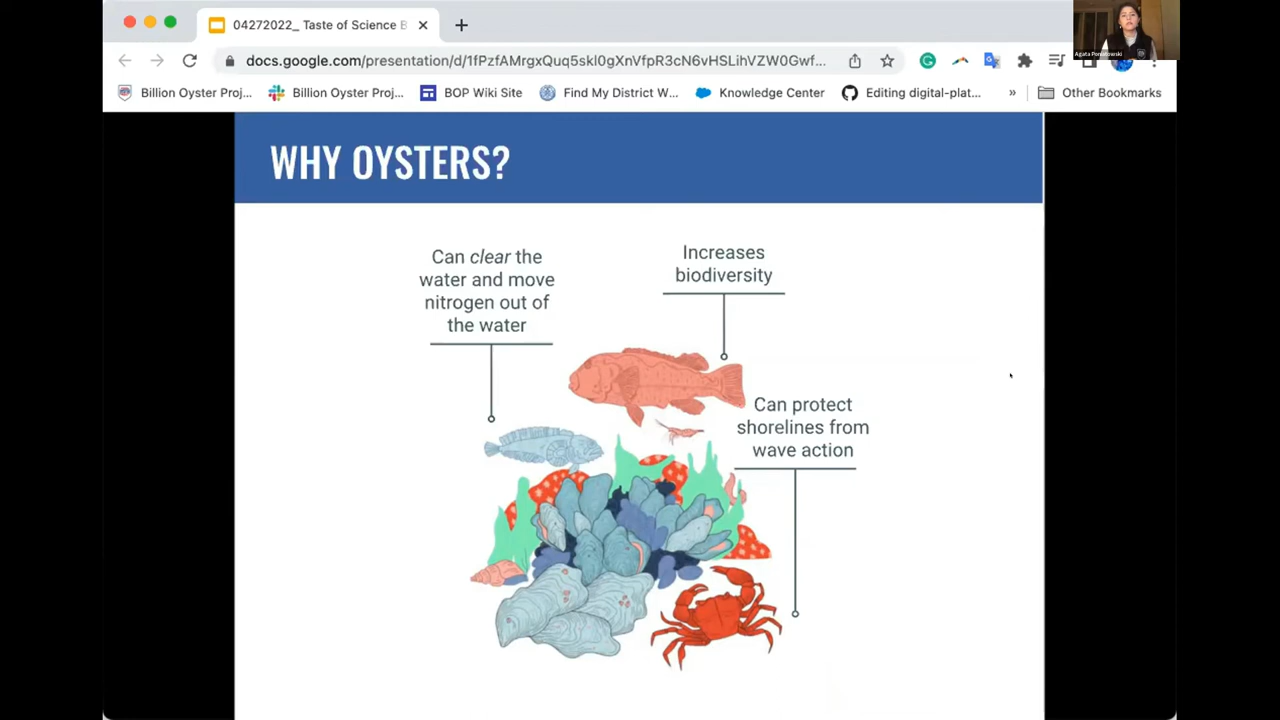 04272022_ Taste of Science B
docs.google.com/presentation/d/1fPzfAMrgxQuq5skl0gXnVfpR3cN6vHSLihVZW0Gwf...
Agata Poniatowski
Billion Oyster Proj...
Billion Oyster Proj...
BOP Wiki Site
Find My District W...
Knowledge Center
Editing digital-plat...
»
Other Bookmarks
WHY OYSTERS?
Can clear the
water and move
nitrogen out of
the water
Increases
biodiversity
Can protect
shorelines from
wave action